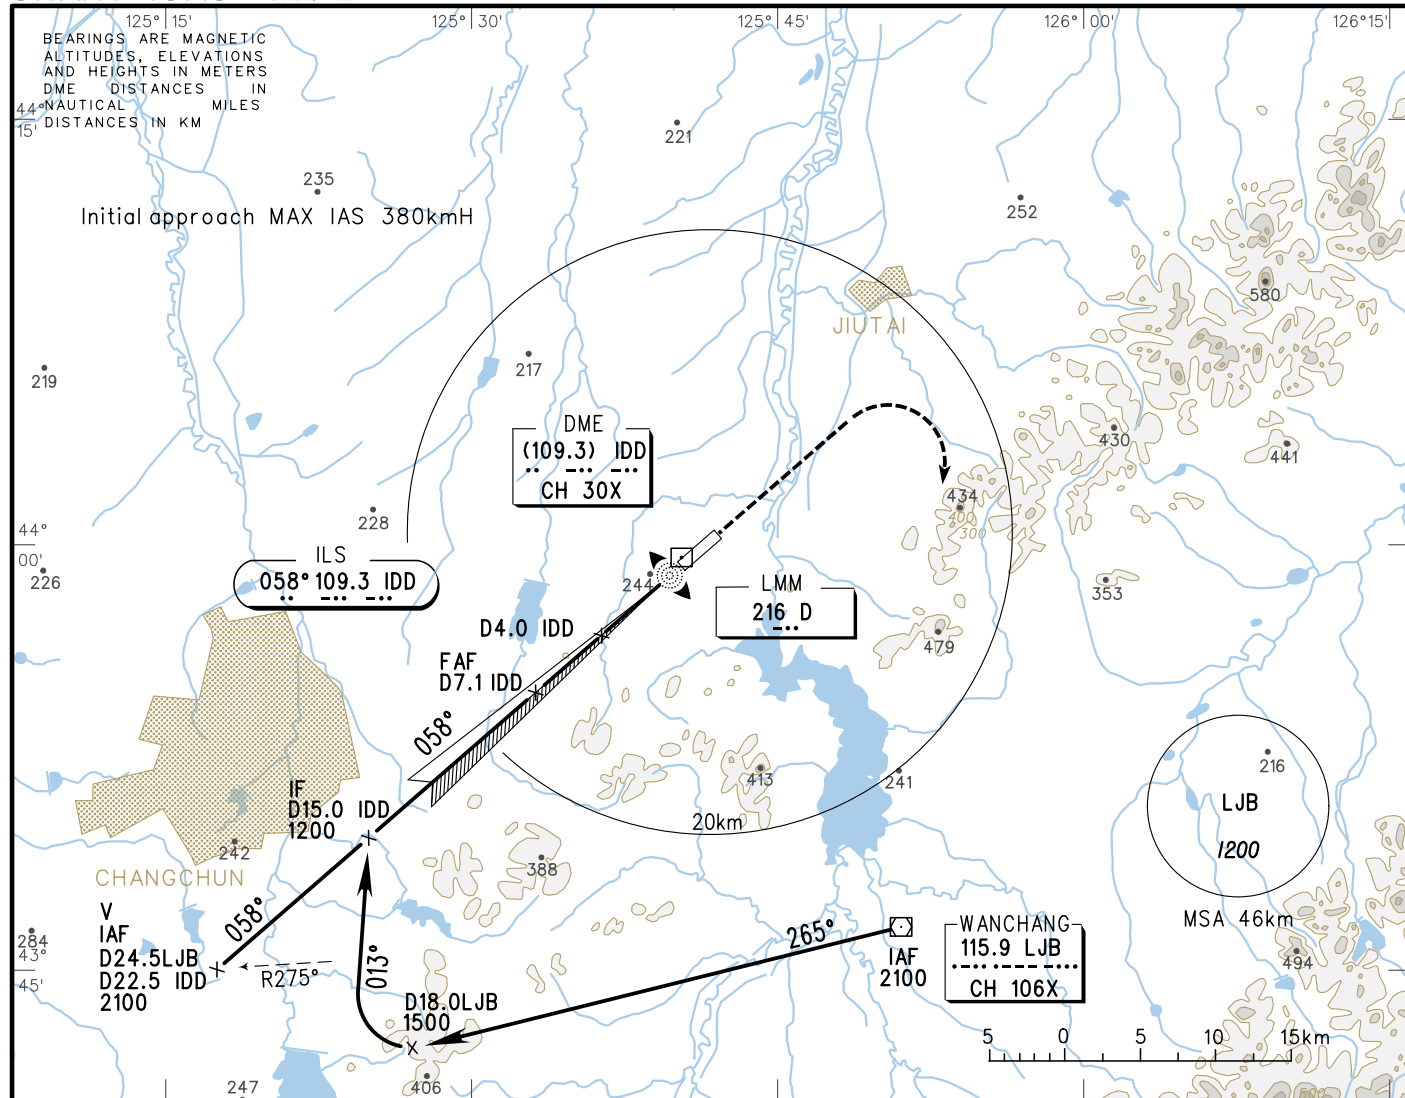 125°15'
125°30'
125°45'
126°00'
126°15'
BEARINGS ARE MAGNETIC
ALTITUDES, ELEVATIONS
AND HEIGHTS IN METERS
DME DISTANCES IN
NAUTICAL MILES
DISTANCES IN KM
44°
15'
221
235
252
Initial approach MAX IAS 380kmH
580
JIUTAI
217
219
DME
(109.3) IDD
CH 30X
430
441
434
400
300
228
44°
00'
226
ILS
058° 109.3 IDD
244
LMM
216 D
353
D4.0 IDD
479
FAF
D7.1 IDD
058°
413
241
216
IF
D15.0 IDD
1200
20km
LJB
1200
242
388
CHANGCHUN
MSA 46km
V
IAF
D24.5LJB
D22.5 IDD
2100
058°
R275°
013°
265°
IAF
2100
WANCHANG
115.9 LJB
CH 106X
284
43°
45'
494
D18.0LJB
1500
5 0 5 10 15km
247
406
500